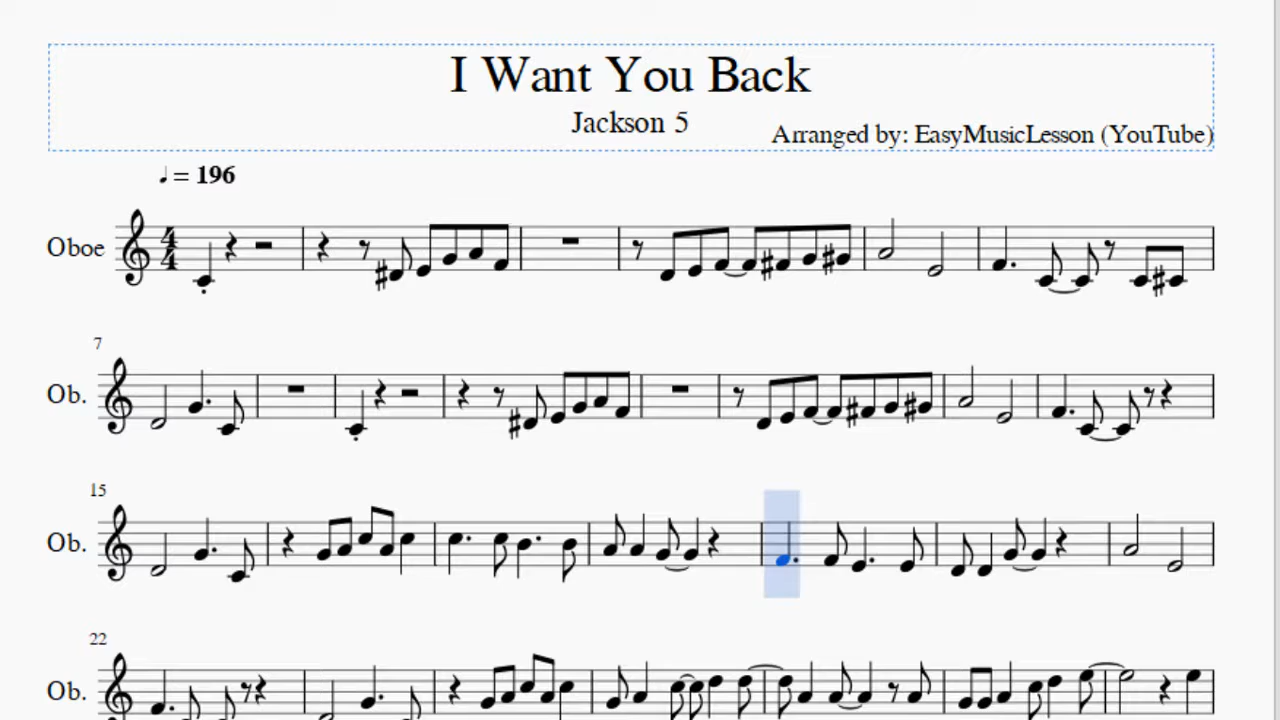 I Want You Back
Jackson 5
Arranged by: EasyMusicLesson (YouTube)
♩ = 196
Oboe
7
Ob.
15
Ob.
22
Ob.